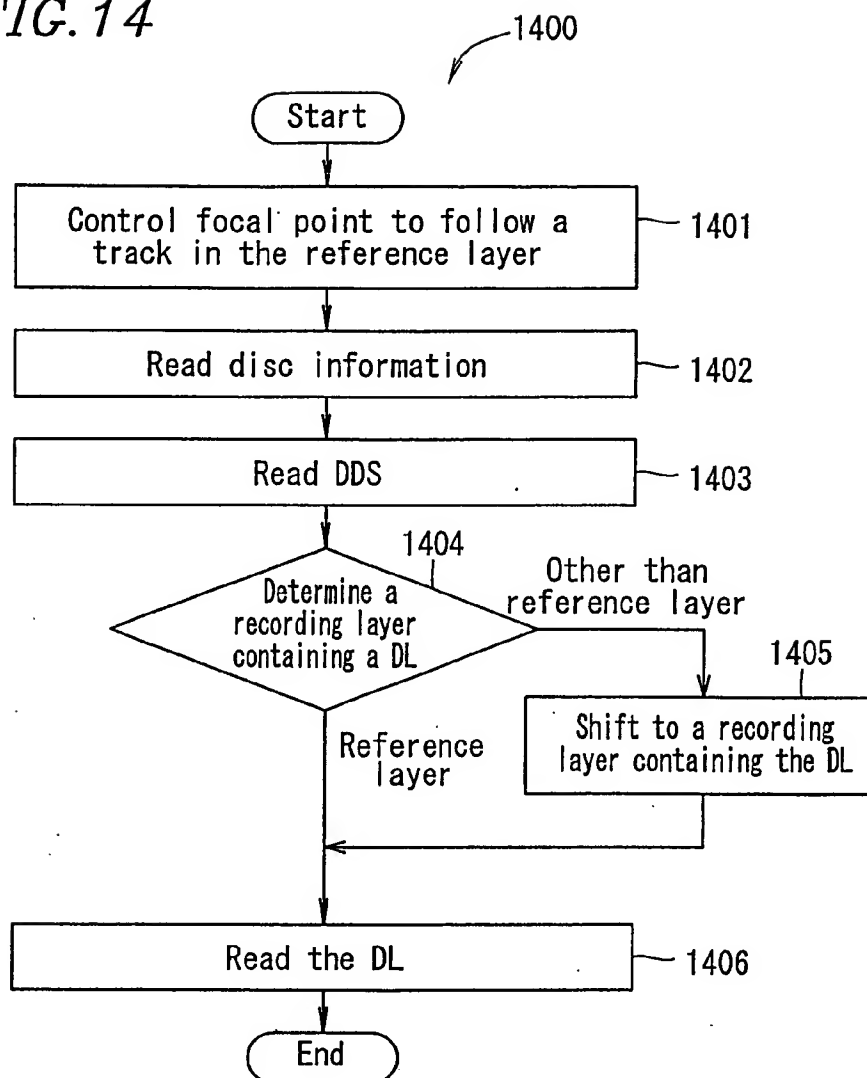 FIG. 14
1400
Start
Control focal point to follow a
track in the reference layer
1401
Read disc information
1402
Read DDS
1403
1404
Determine a
recording layer
containing a DL
Other than
reference layer
1405
Shift to a recording
layer containing the DL
Reference
layer
Read the DL
1406
End